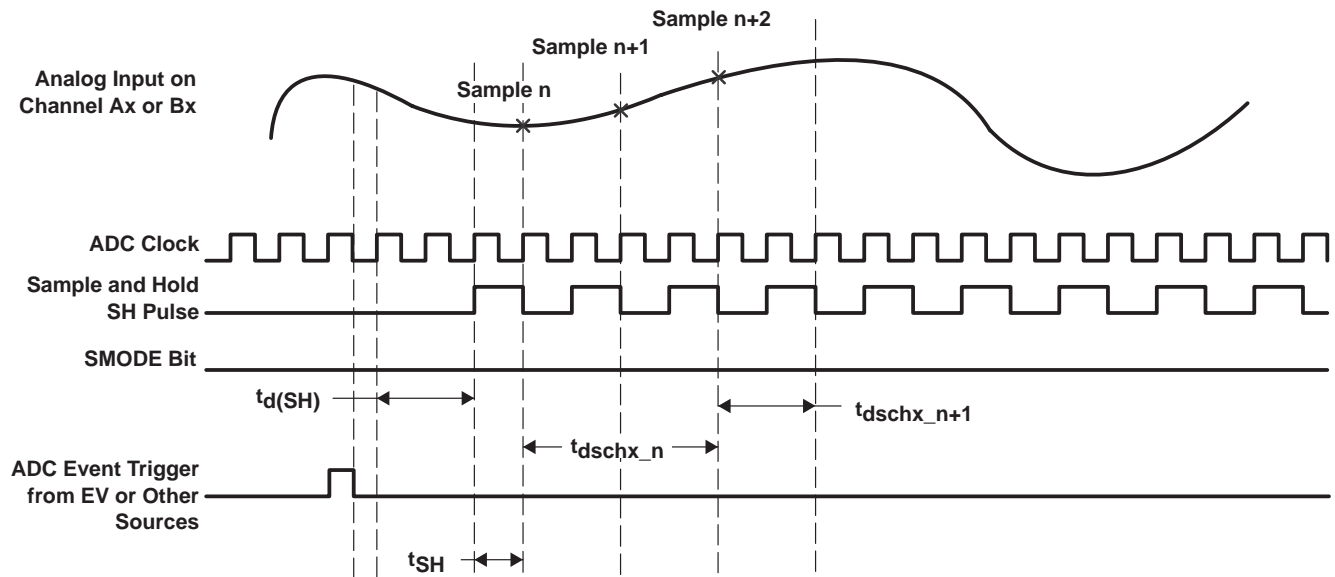 Sample n+2
Sample n+1
Analog Input on
Channel Ax or Bx
Sample n
ADC Clock
Sample and Hold
SH Pulse
SMODE Bit
td(SH)
tdschx_n+1
tdschx_n
ADC Event Trigger
from EV or Other
Sources
tSH